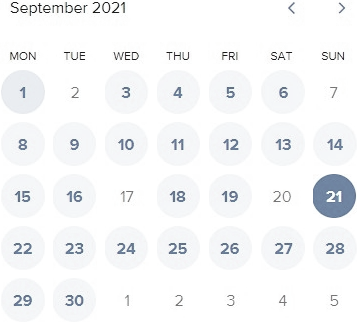 September 2021
MON TUE WED THU FRI SAT SUN
1 2 3 4 5 6 7
8 9 10 11 12 13 14
15 16 17 18 19 20 21
22 23 24 25 26 27 28
29 30 1 2 3 4 5